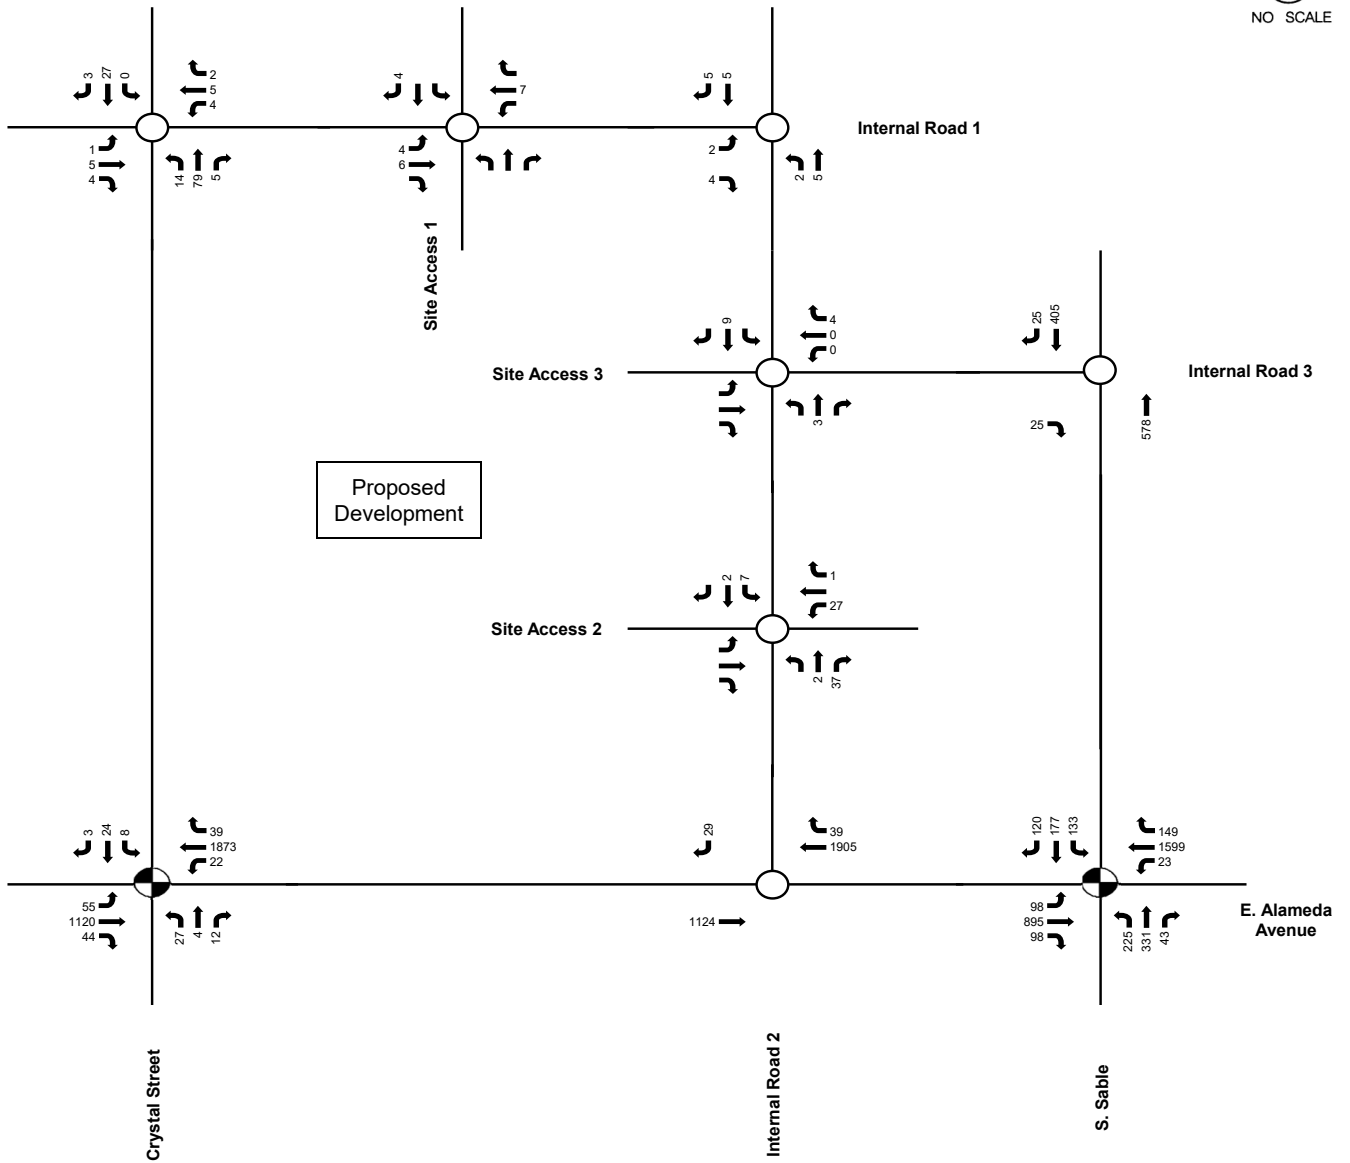 NO SCALE
3 27 0
2
5
4
1
5
4
14 79 5
4
7
4
6
5 5
2
4
2 5
Internal Road 1
Site Access 1
9
4
0
0
3
Site Access 3
25 405
25
578
Internal Road 3
Proposed
Development
2 7
1
27
2 37
Site Access 2
3 24 8
39
1873
22
55
1120
44
27 4 12
29
39
1905
1124
120 177 133
149
1599
23
98
895
98
225 331 43
E. Alameda
Avenue
Crystal Street
Internal Road 2
S. Sable